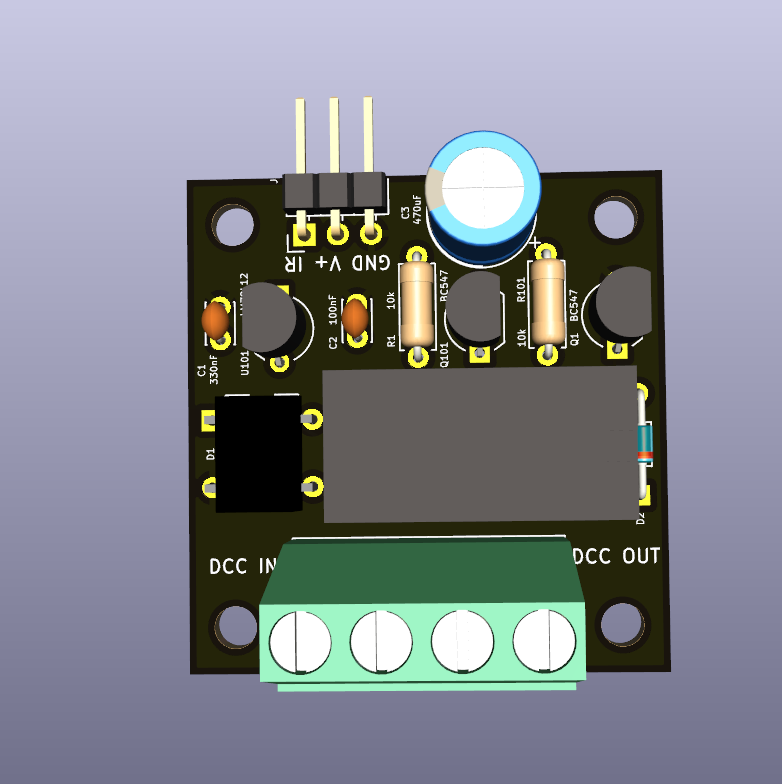 C3
470uF
+
IR V+ GND
10k
R1
BC547
Q101
R101
10k
BC547
Q1
100nF
C2
C1
330nF
U101
D1
D2
DCC IN
DCC OUT